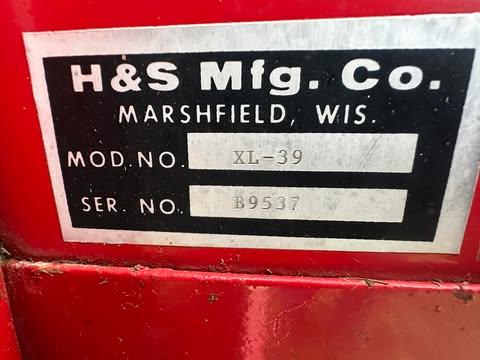 H&S Mfg. Co.
MARSHFIELD, WIS.
MOD. NO. XL-39
SER. NO. B9537